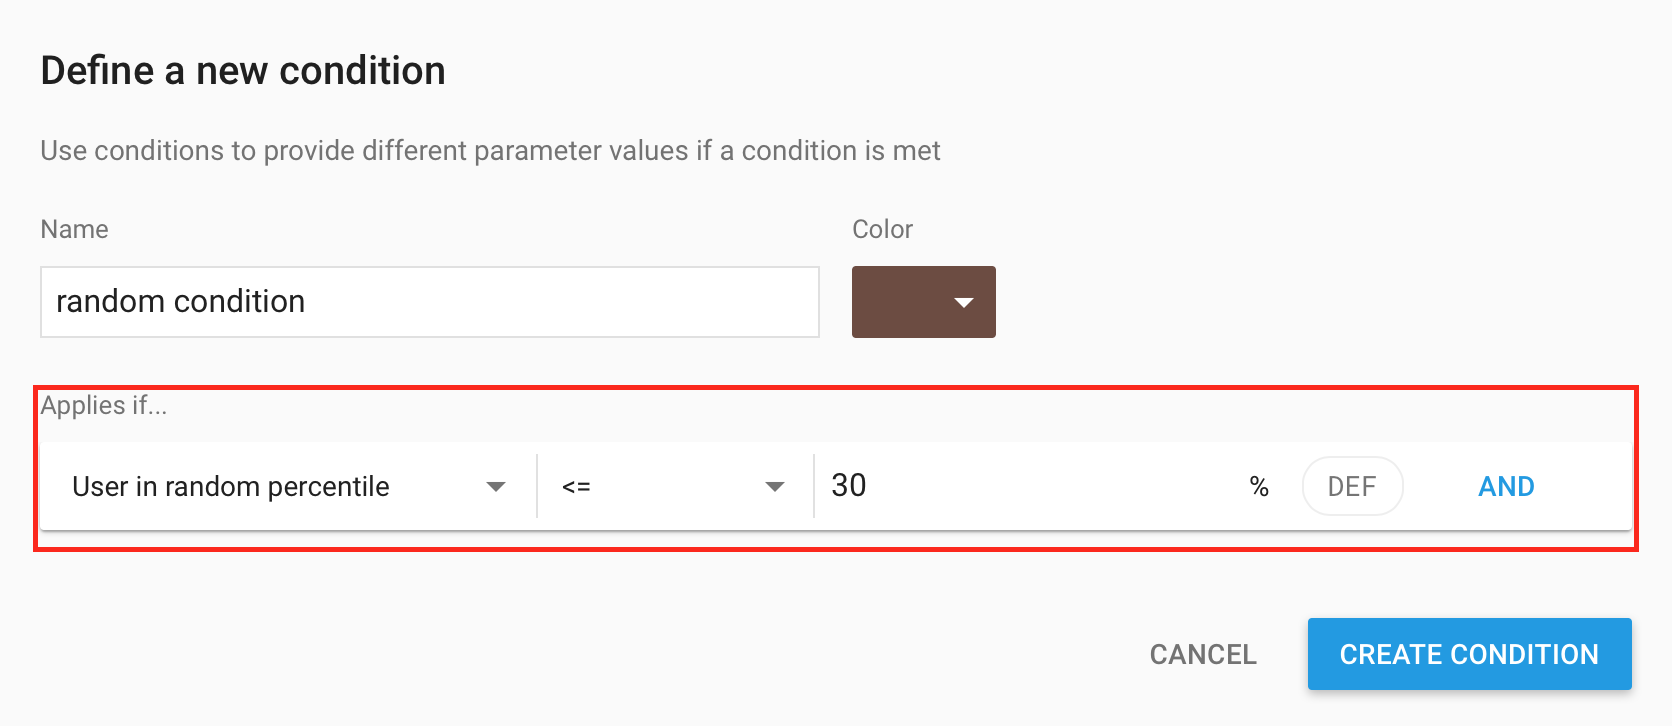 Define a new condition
Use conditions to provide different parameter values if a condition is met
Name Color
random condition
Applies if...
User in random percentile <= 30 % DEF AND
CANCEL CREATE CONDITION